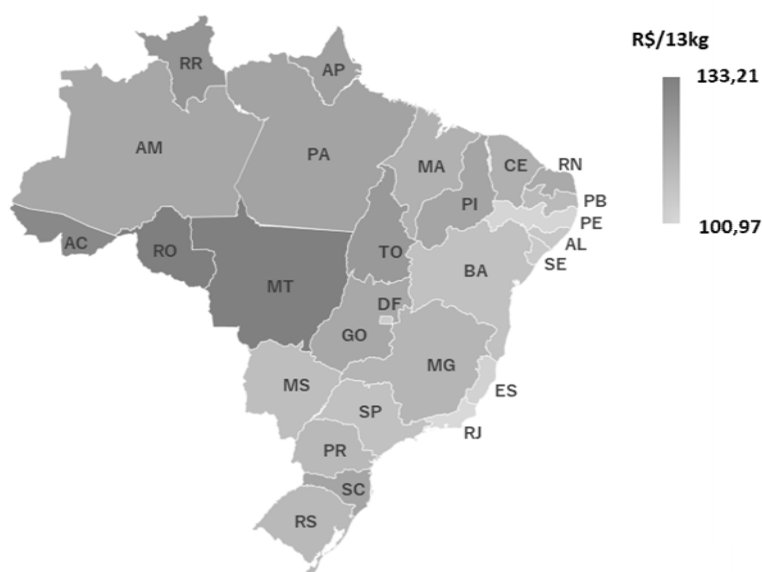 R$/13kg
133,21
100,97
RR
AP
AM
PA
MA
CE
RN
PB
PE
AL
SE
PI
AC
RO
TO
BA
MT
DF
GO
MG
ES
MS
SP
RJ
PR
SC
RS